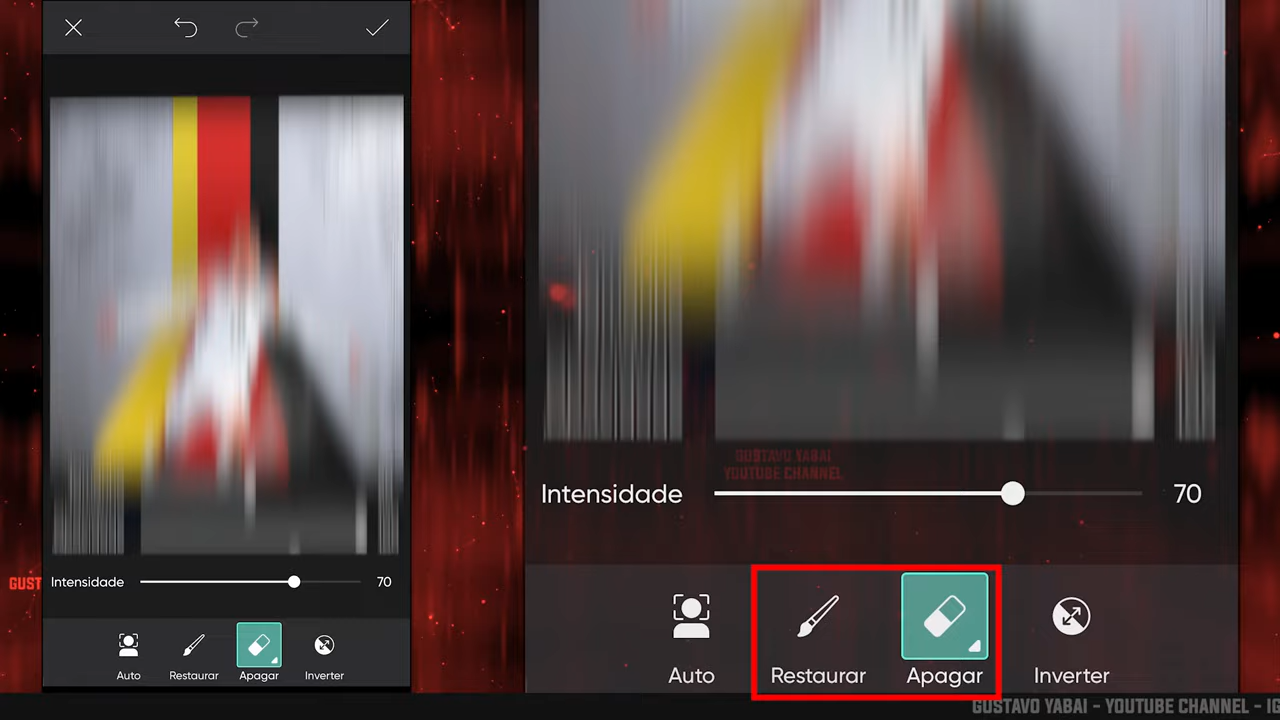 Intensidade 70
Auto Restaurar Apagar Inverter
GUST
GUSTAVO YABAI
YOUTUBE CHANNEL
Intensidade 70
Auto Restaurar Apagar Inverter
GUSTAVO YABAI - YOUTUBE CHANNEL - IG